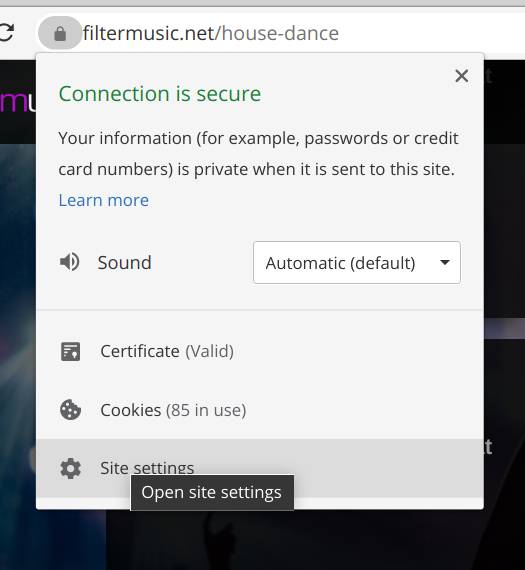 filtermusic.net/house-dance
mu
Connection is secure
Your information (for example, passwords or credit
card numbers) is private when it is sent to this site.
Learn more
Sound
Automatic (default)
Certificate (Valid)
Cookies (85 in use)
Site settings
Open site settings